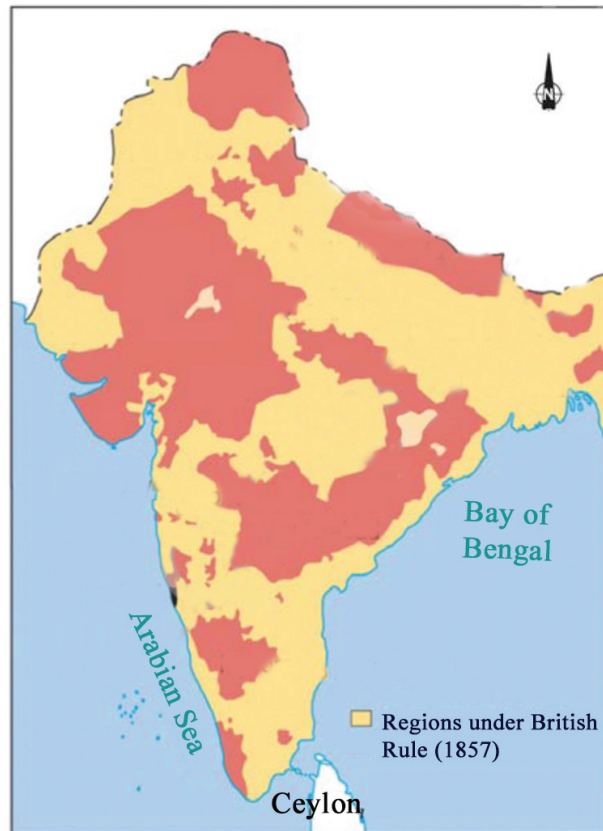 N
Bay of
Bengal
Arabian Sea
Regions under British
Rule (1857)
Ceylon